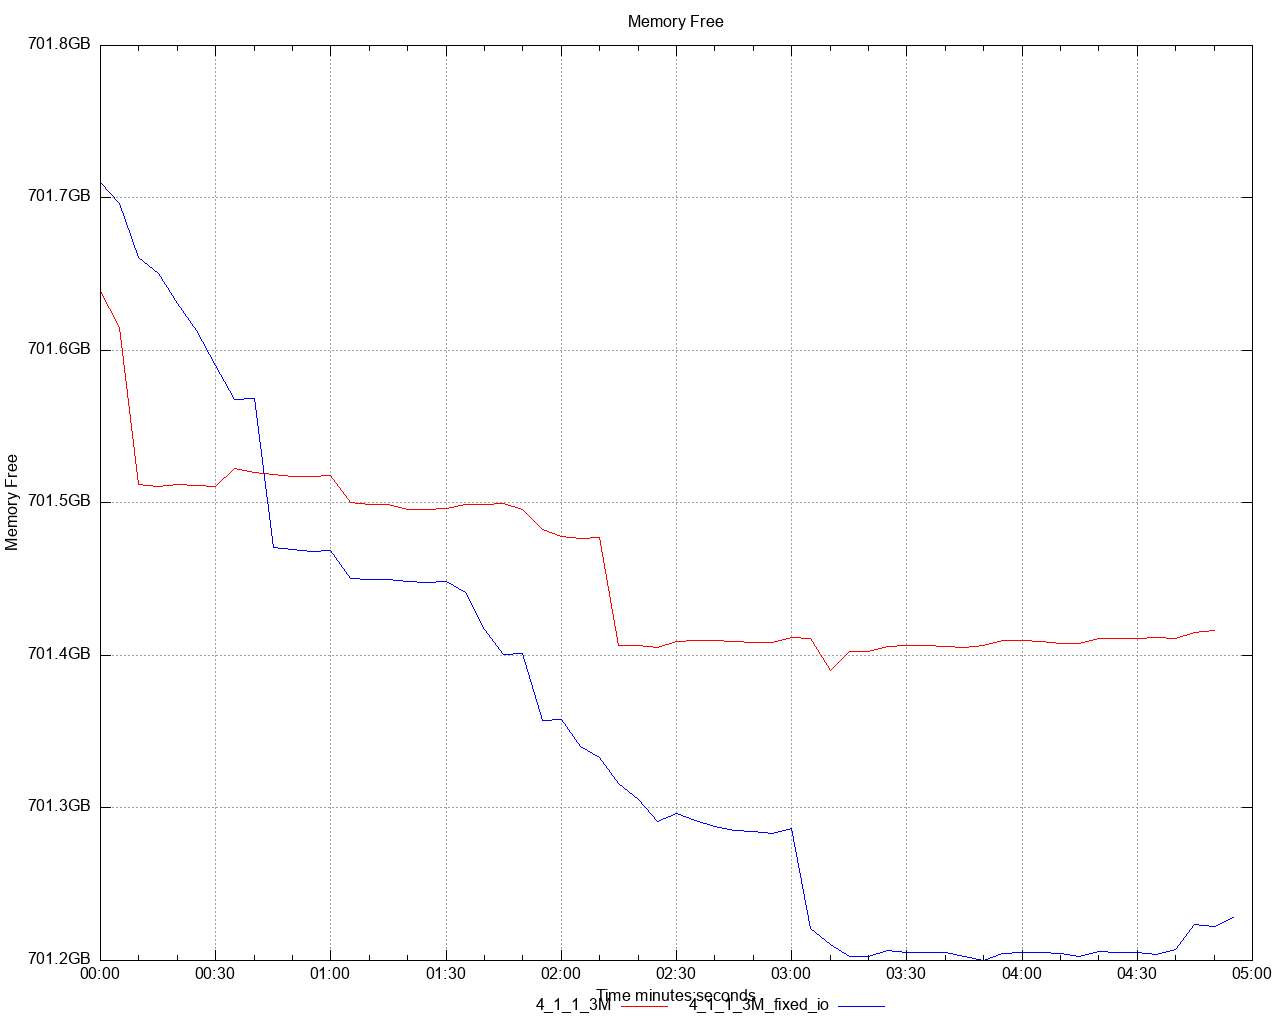 Memory Free
701.8GB
701.7GB
701.6GB
701.5GB
701.4GB
701.3GB
701.2GB
Memory Free
00:00 00:30 01:00 01:30 02:00 02:30 03:00 03:30 04:00 04:30 05:00
Time minutes:seconds
4_1_1_3M 4_1_1_3M_fixed_io